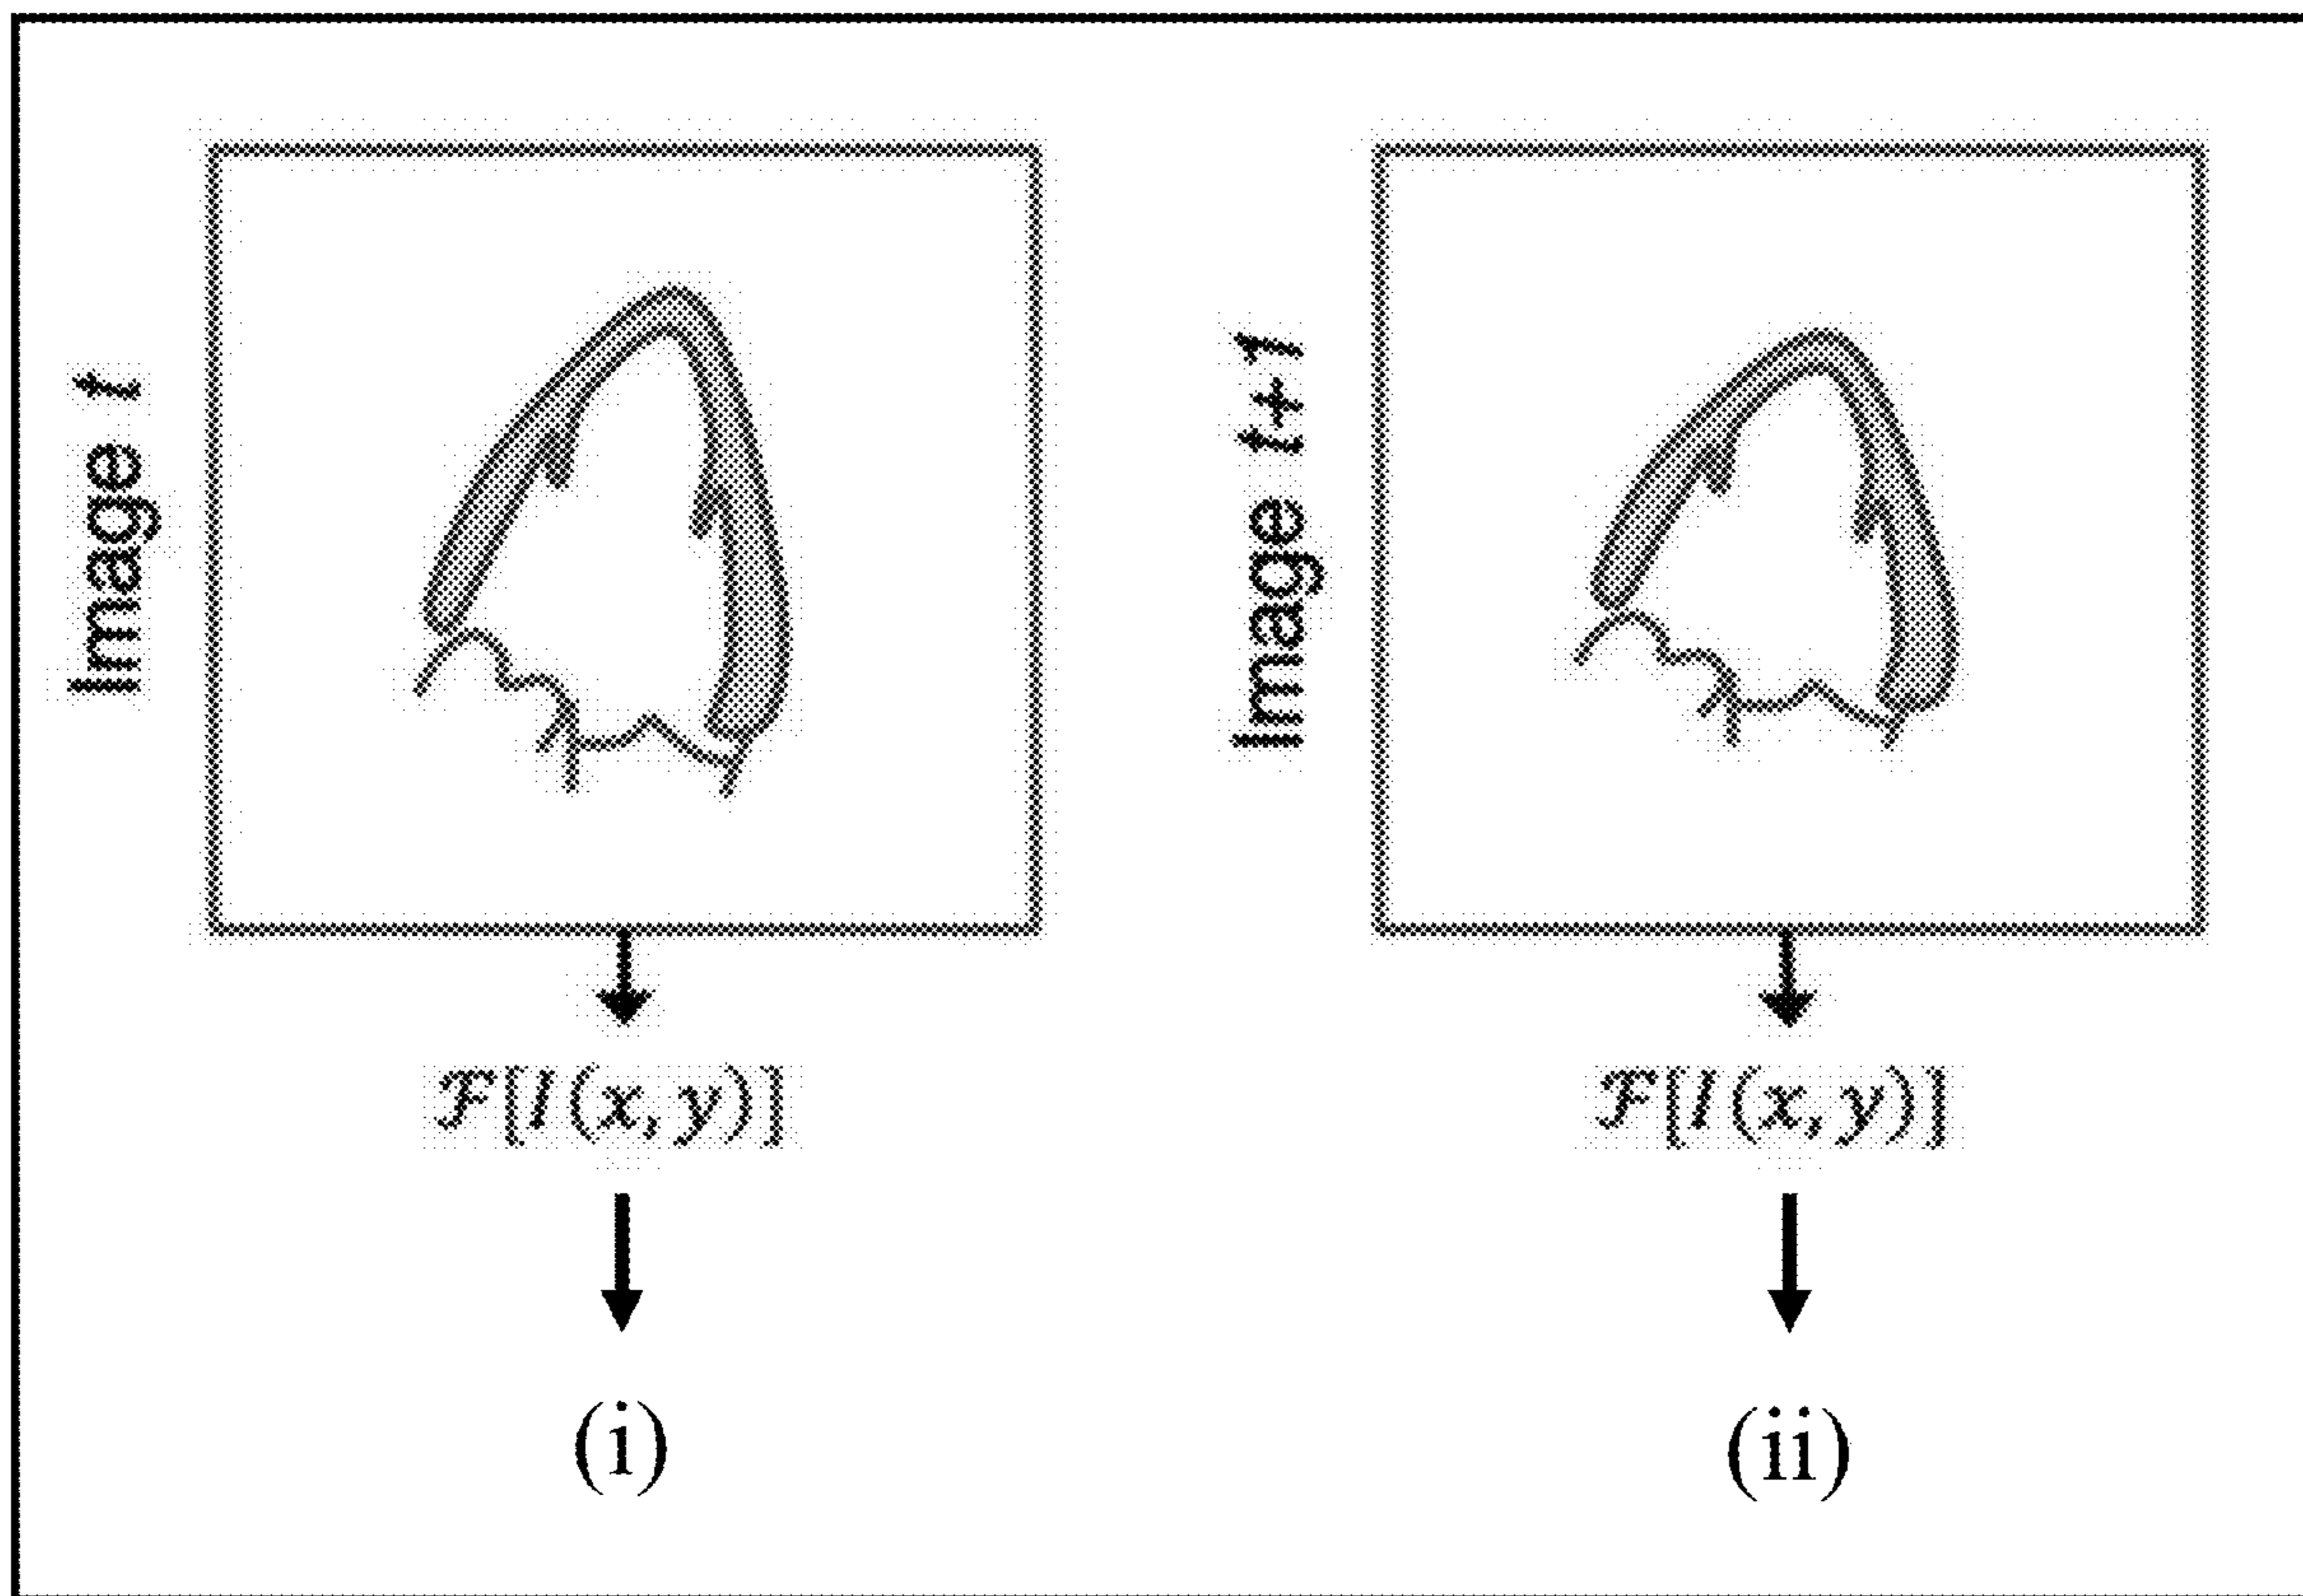 Image t
Image t+1
ℱ[I(x, y)]
ℱ[I(x, y)]
(i)
(ii)